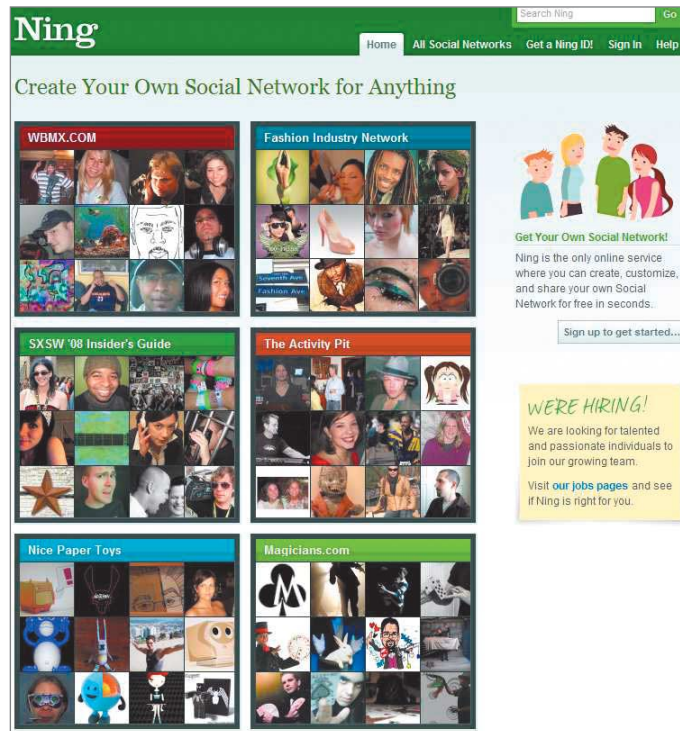 Ning
Search Ning
Go
Home
All Social Networks
Get a Ning ID!
Sign In
Help
Create Your Own Social Network for Anything
WBMX.COM
Fashion Industry Network
Seventh Ave
Fashion Ave
Get Your Own Social Network!
Ning is the only online service
where you can create, customize,
and share your own Social
Network for free in seconds.
Sign up to get started...
SXSW '08 Insider's Guide
The Activity Pit
WE'RE HIRING!
We are looking for talented
and passionate individuals to
join our growing team.
Visit our jobs pages and see
if Ning is right for you.
Nice Paper Toys
Magicians.com
M